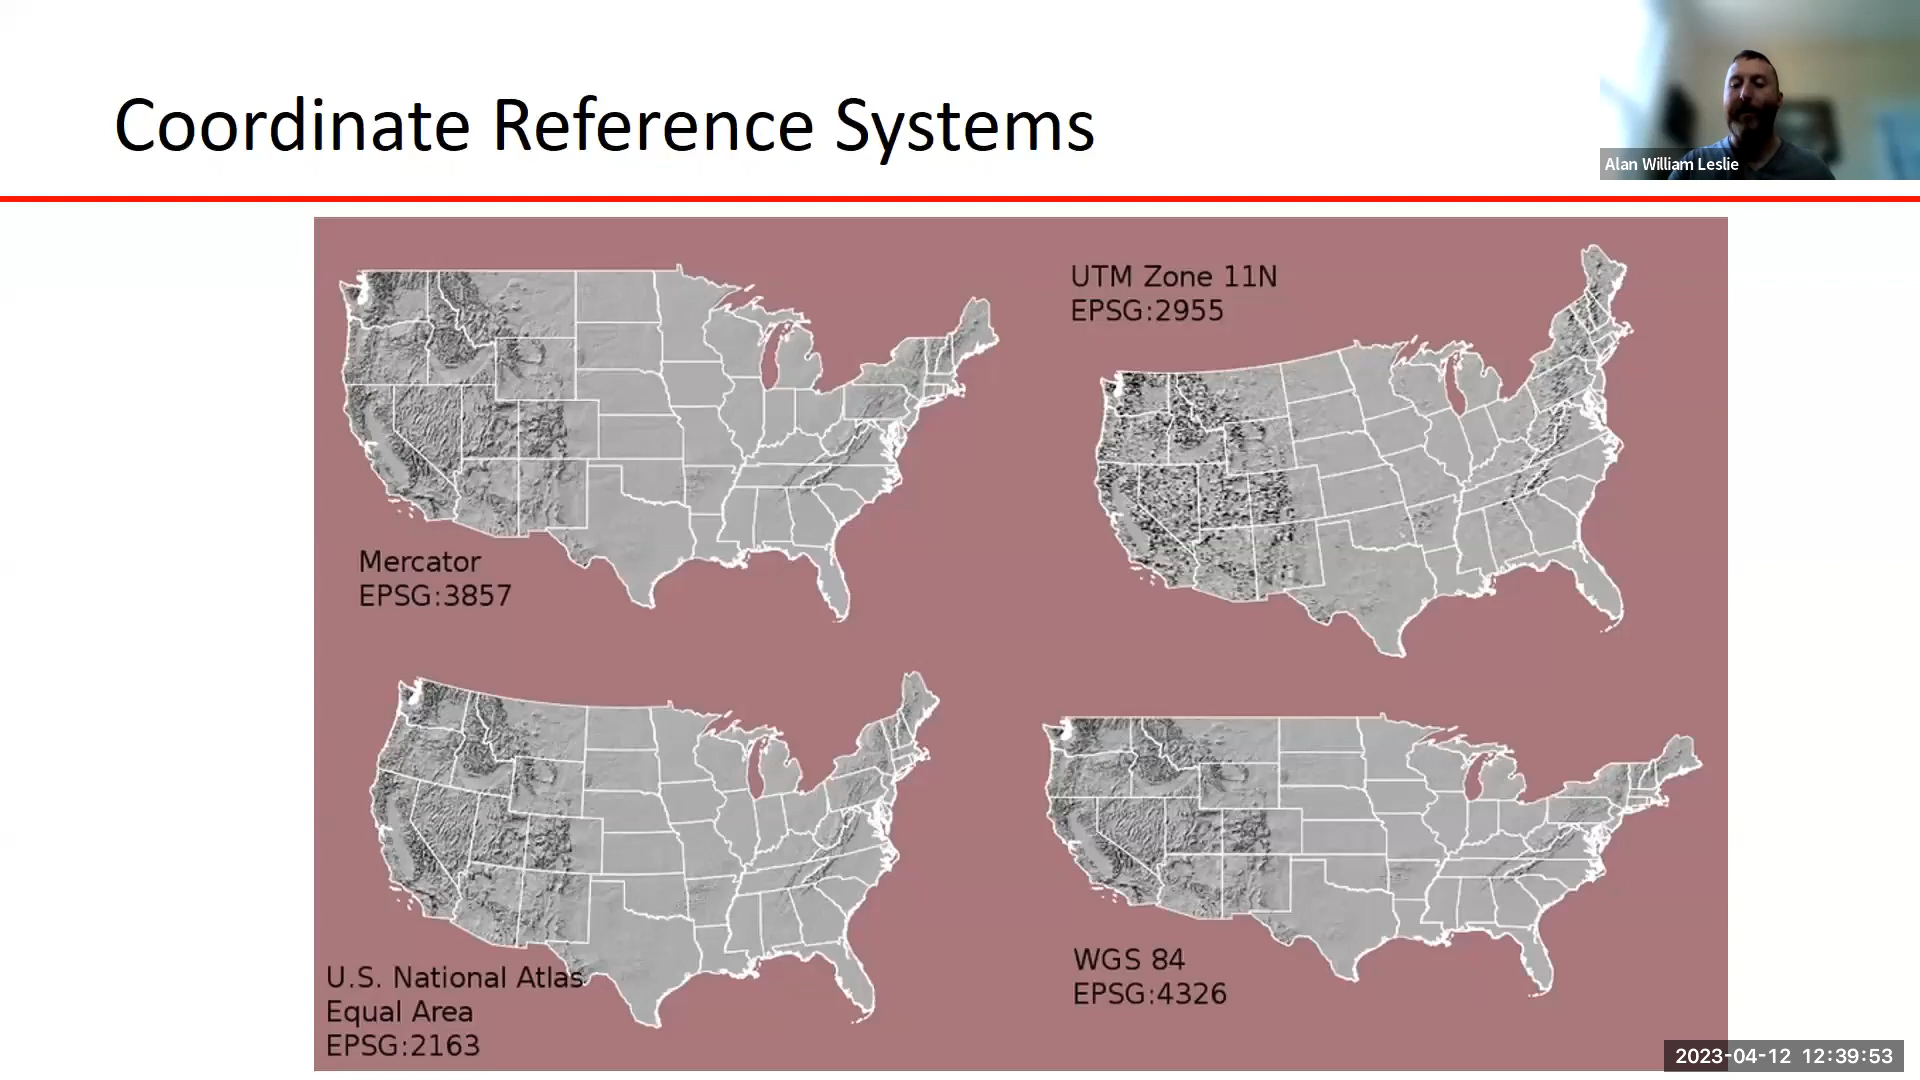 Coordinate Reference Systems
Alan William Leslie
UTM Zone 11N
EPSG:2955
Mercator
EPSG:3857
U.S. National Atlas
Equal Area
EPSG:2163
WGS 84
EPSG:4326
2023-04-12 12:39:53